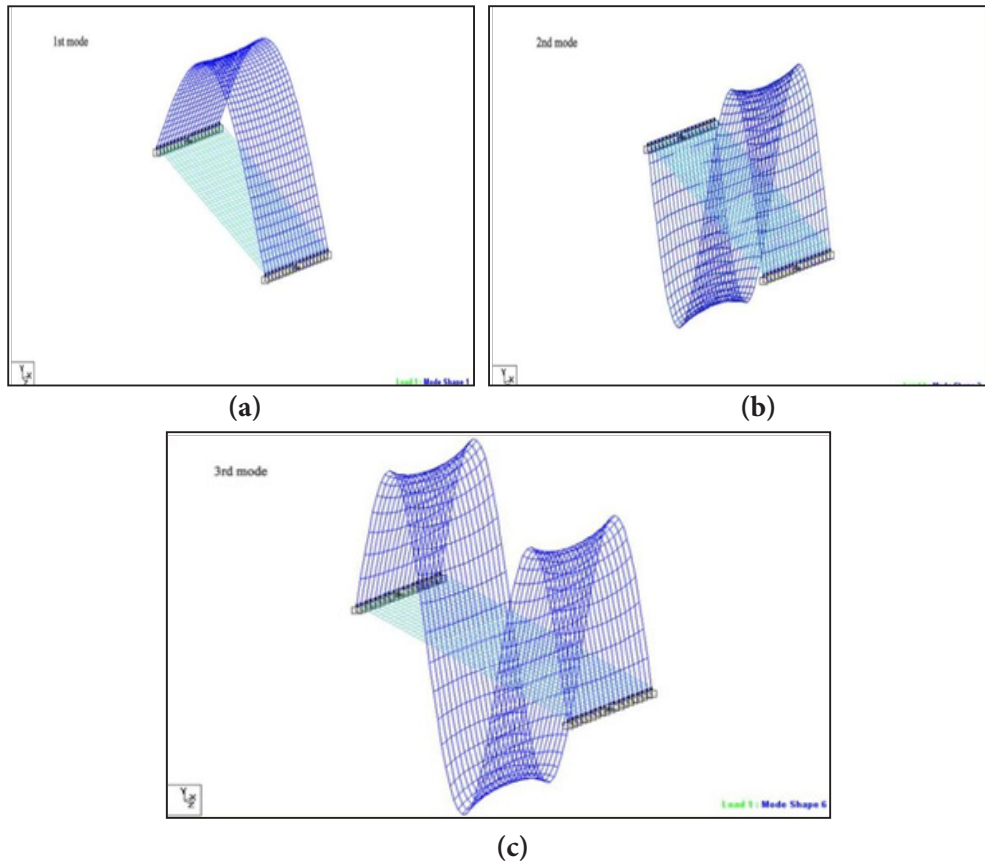 1st mode
Load 1 : Mode Shape 1
(a)
2nd mode
(b)
3rd mode
Load 1 : Mode Shape 6
(c)